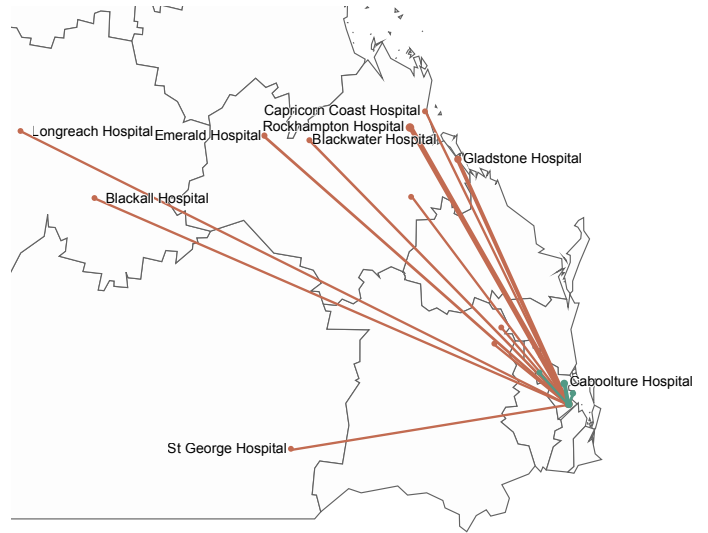 Capricorn Coast Hospital
Rockhampton Hospital
Longreach Hospital
Emerald Hospital
Blackwater Hospital
Gladstone Hospital
Blackall Hospital
Caboolture Hospital
St George Hospital